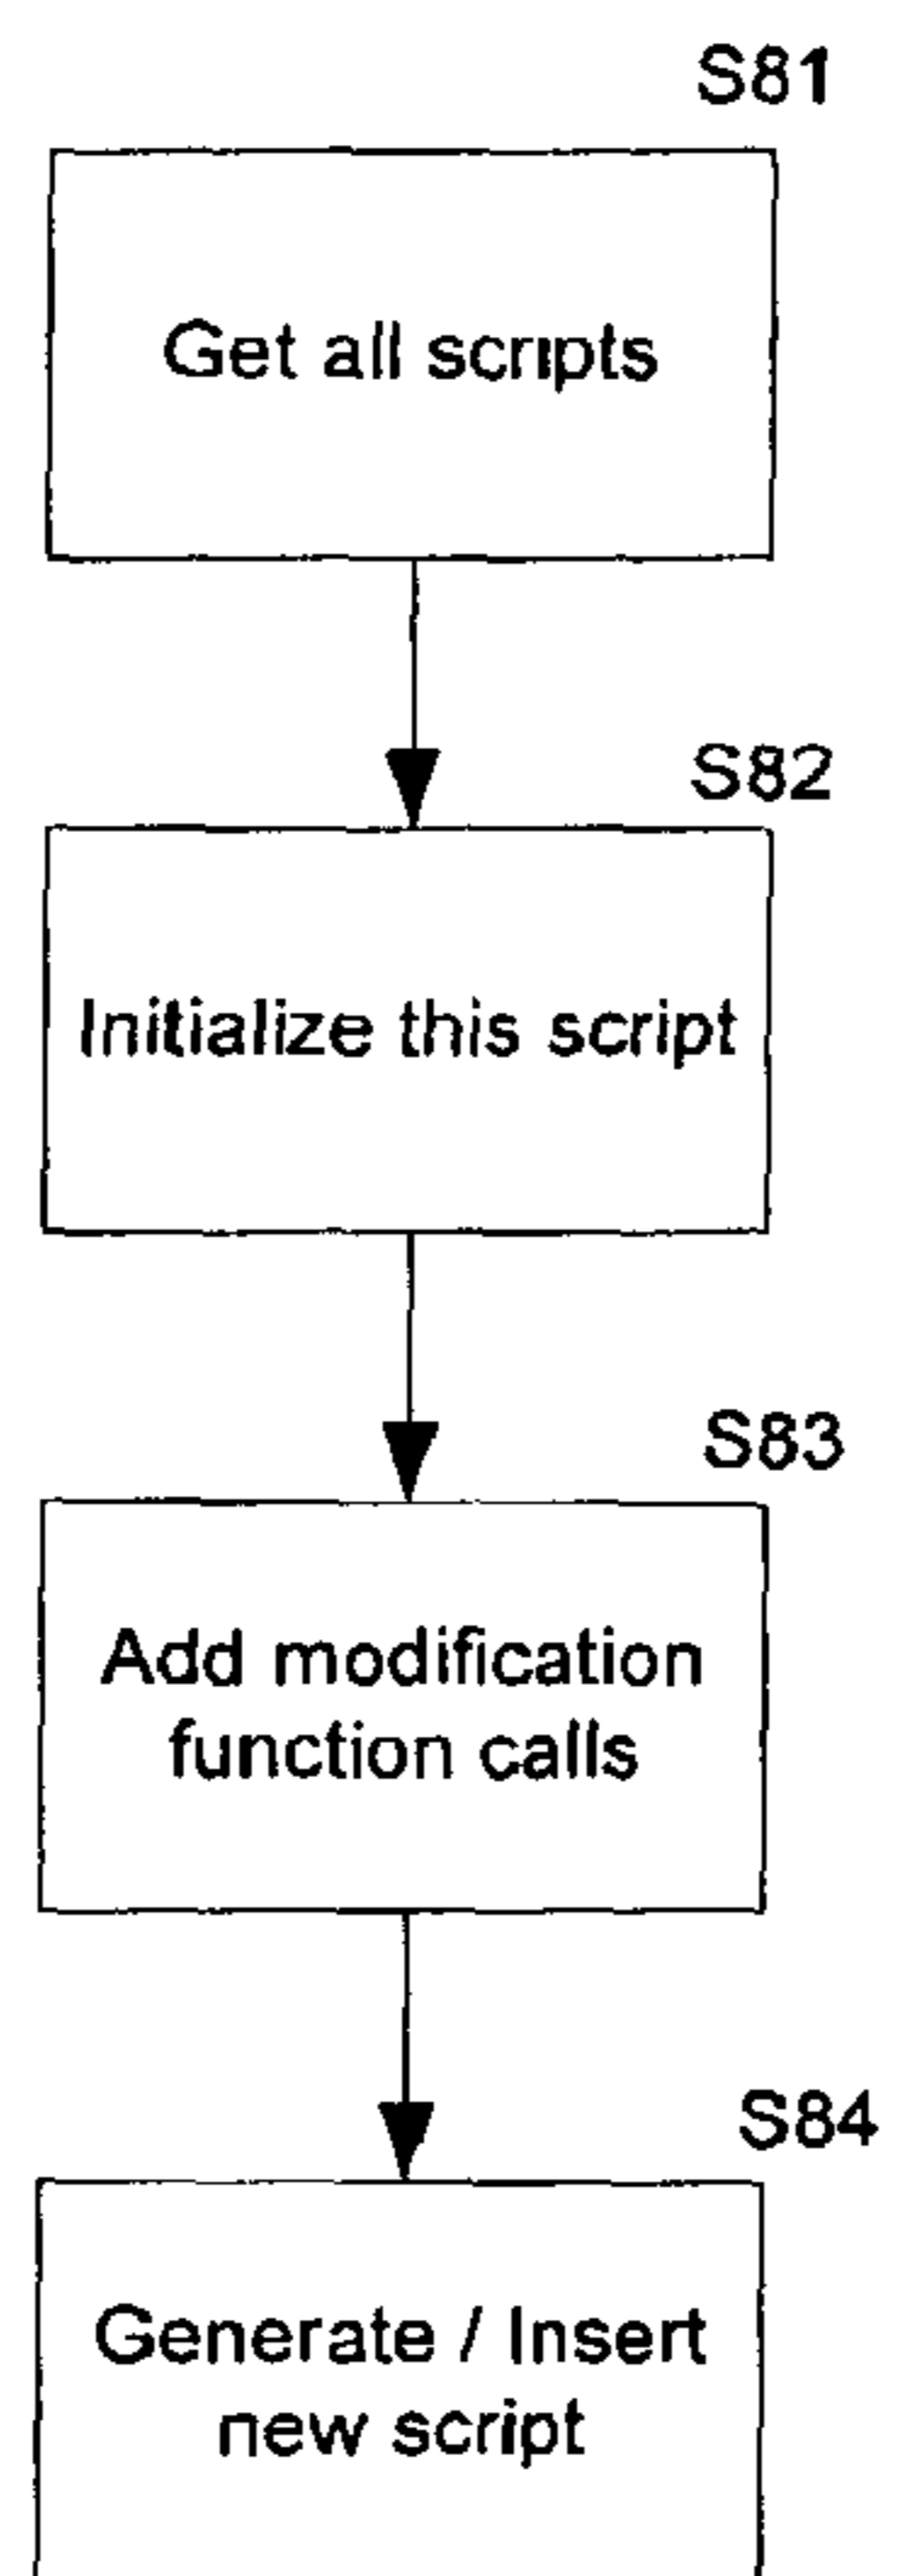 S81
Get all scripts
S82
Initialize this script
S83
Add modification
function calls
S84
Generate / Insert
new script